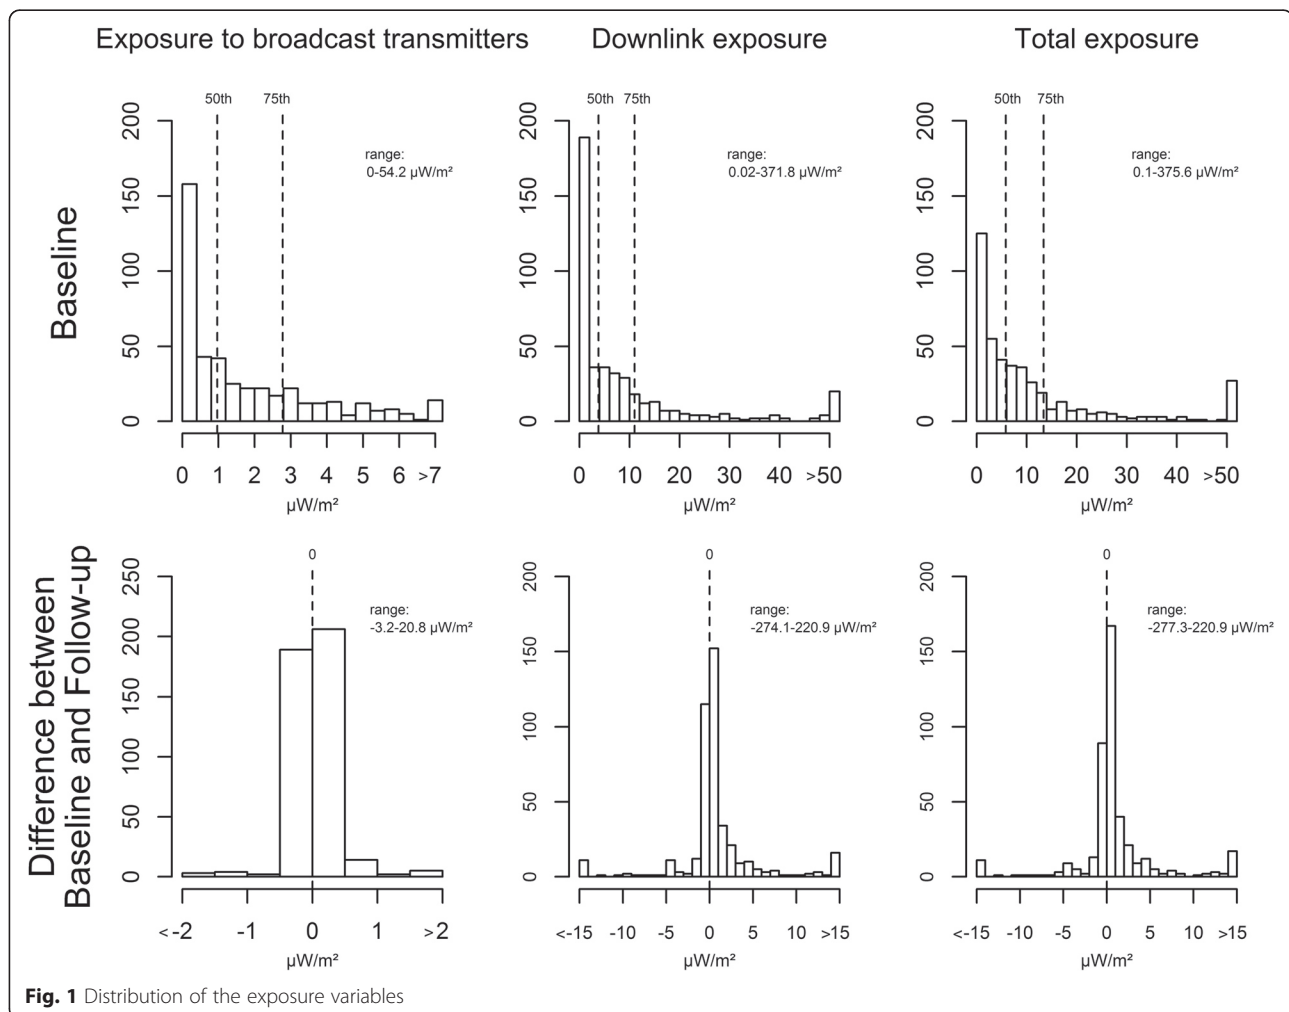 Exposure to broadcast transmitters
Downlink exposure
Total exposure
Baseline
50th 75th
range:
0-54.2 µW/m²
200
150
100
50
0
0 1 2 3 4 5 6 >7
µW/m²
50th 75th
range:
0.02-371.8 µW/m²
200
150
100
50
0
0 10 20 30 40 >50
µW/m²
50th 75th
range:
0.1-375.6 µW/m²
200
150
100
50
0
0 10 20 30 40 >50
µW/m²
Difference between
Baseline and Follow-up
0
range:
-3.2-20.8 µW/m²
250
200
150
100
50
0
<-2 -1 0 1 >2
µW/m²
0
range:
-274.1-220.9 µW/m²
200
150
100
50
0
<-15 -10 -5 0 5 10 >15
µW/m²
0
range:
-277.3-220.9 µW/m²
200
150
100
50
0
<-15 -10 -5 0 5 10 >15
µW/m²
Fig. 1 Distribution of the exposure variables